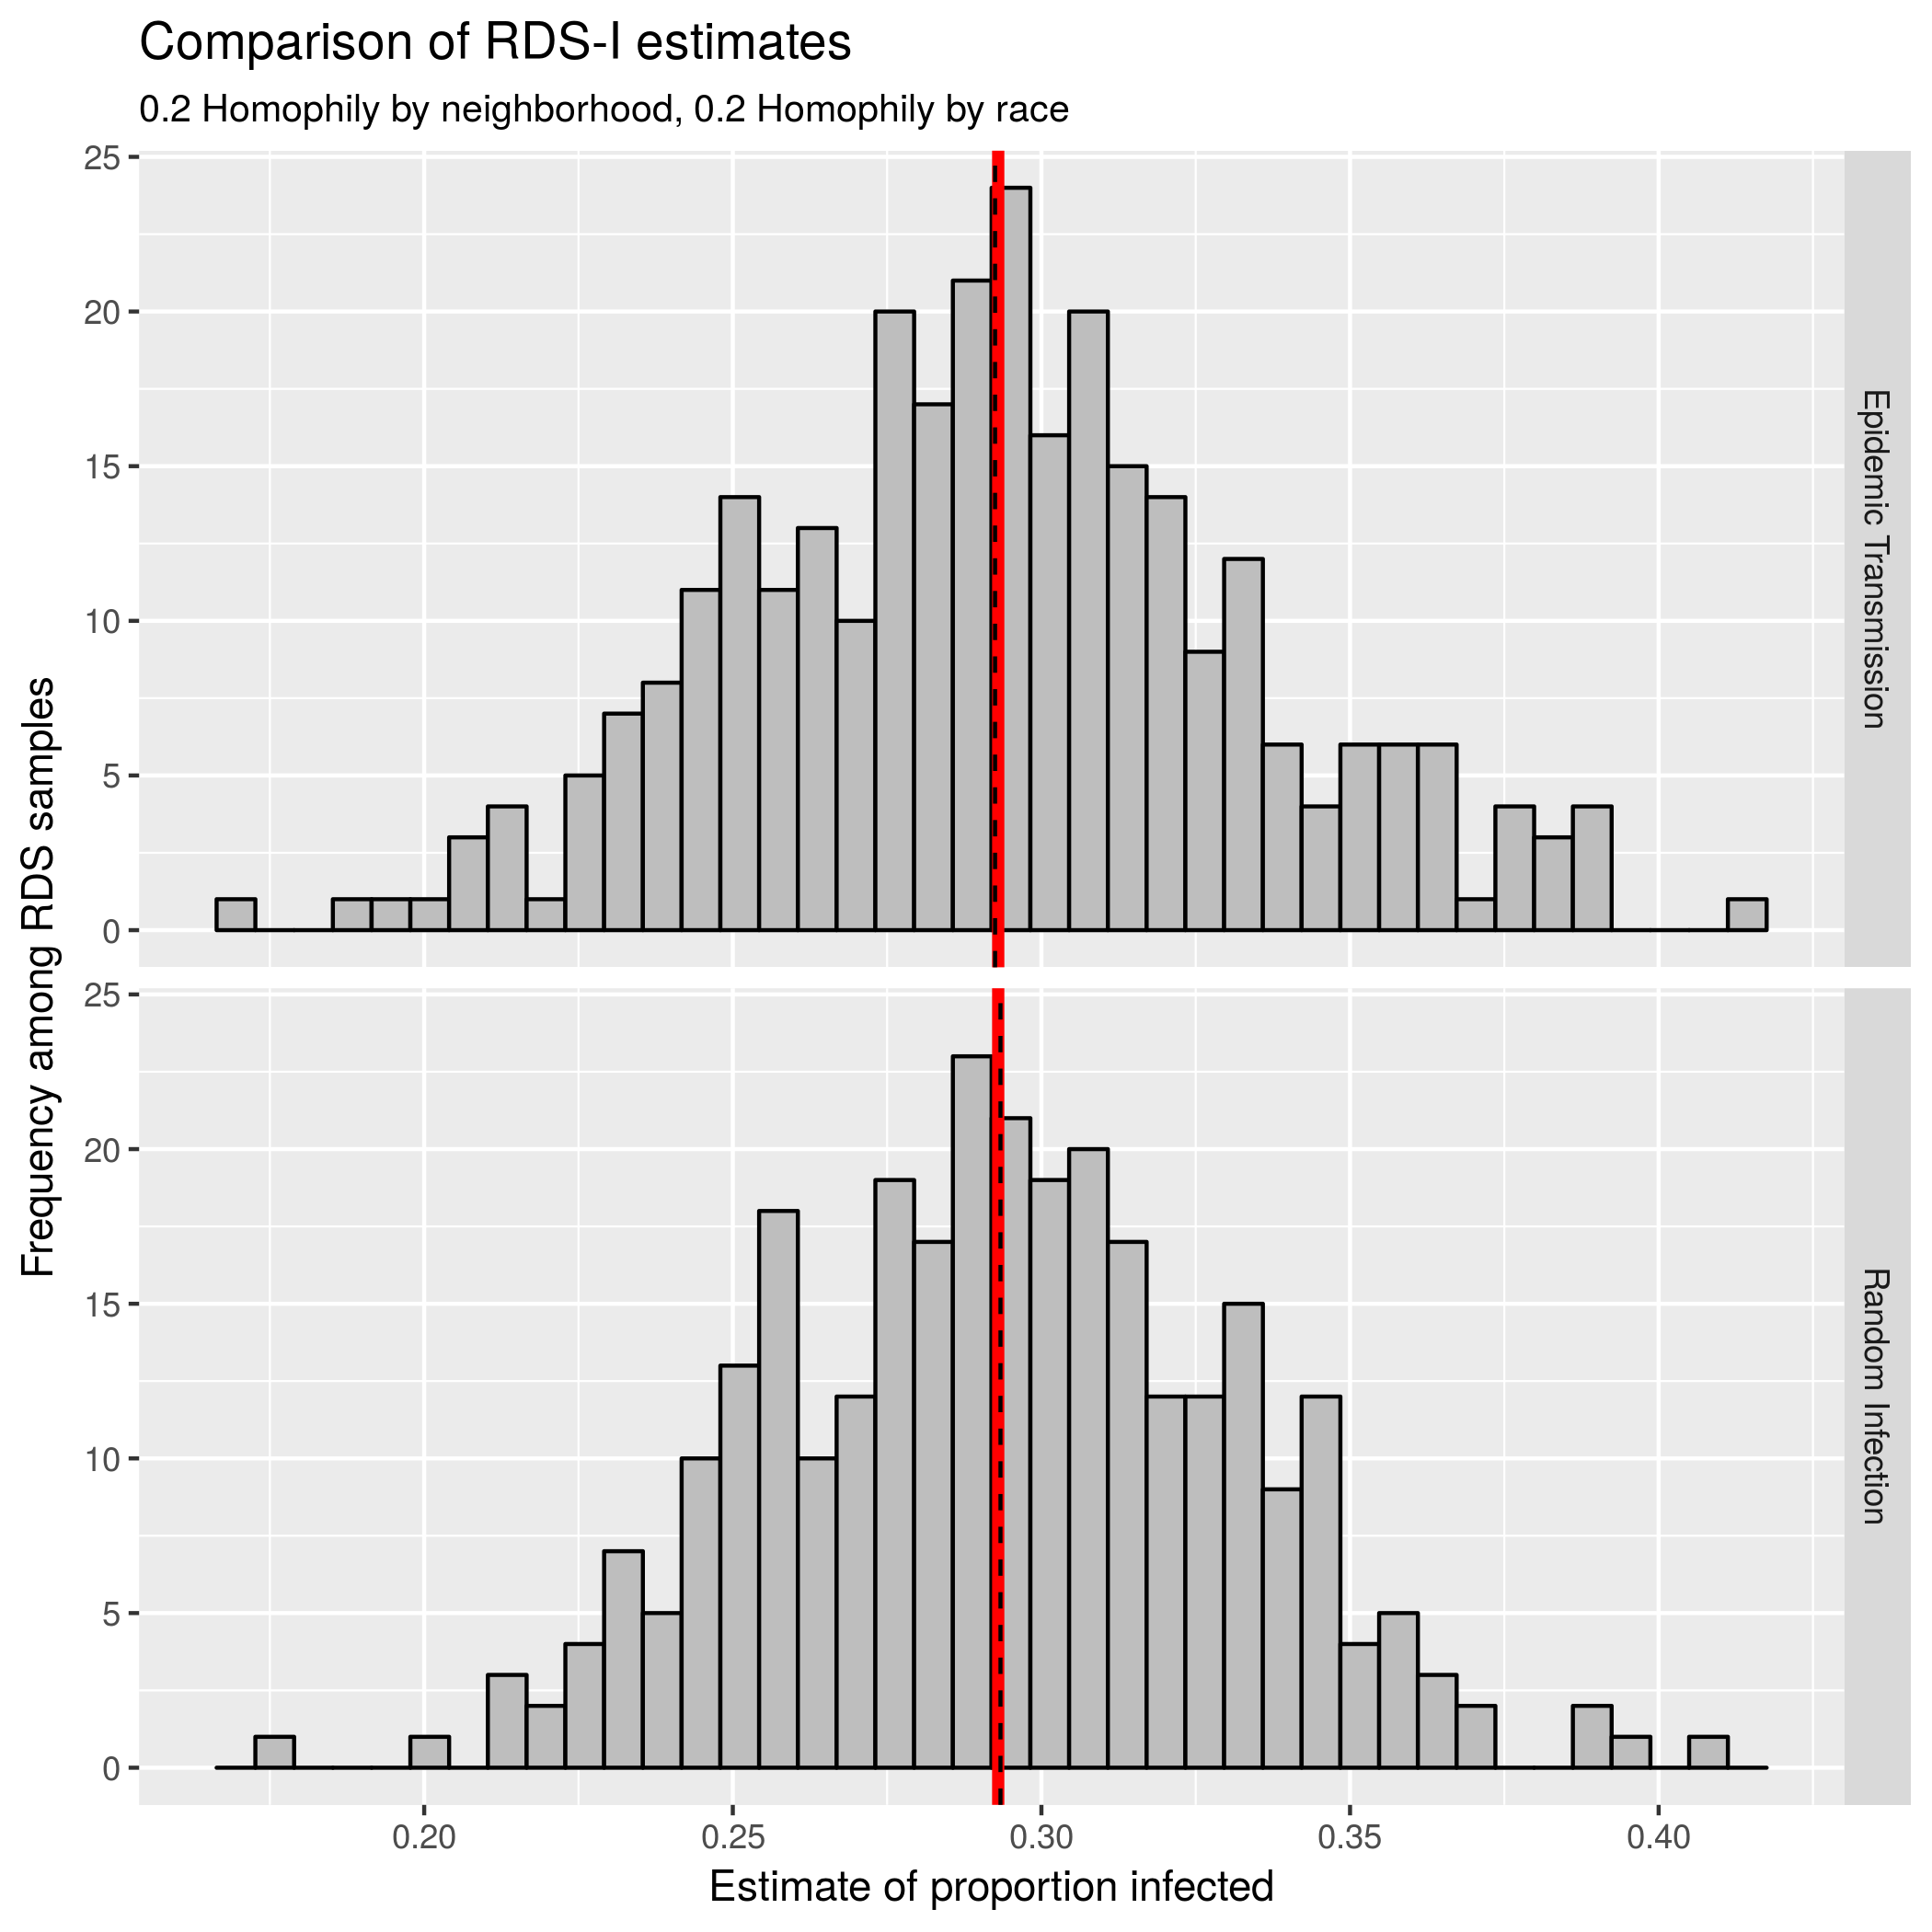 Comparison of RDS-I estimates
0.2 Homophily by neighborhood, 0.2 Homophily by race
Frequency among RDS samples
25
20
15
10
5
0
Epidemic Transmission
25
20
15
10
5
0
Random Infection
0.20 0.25 0.30 0.35 0.40
Estimate of proportion infected